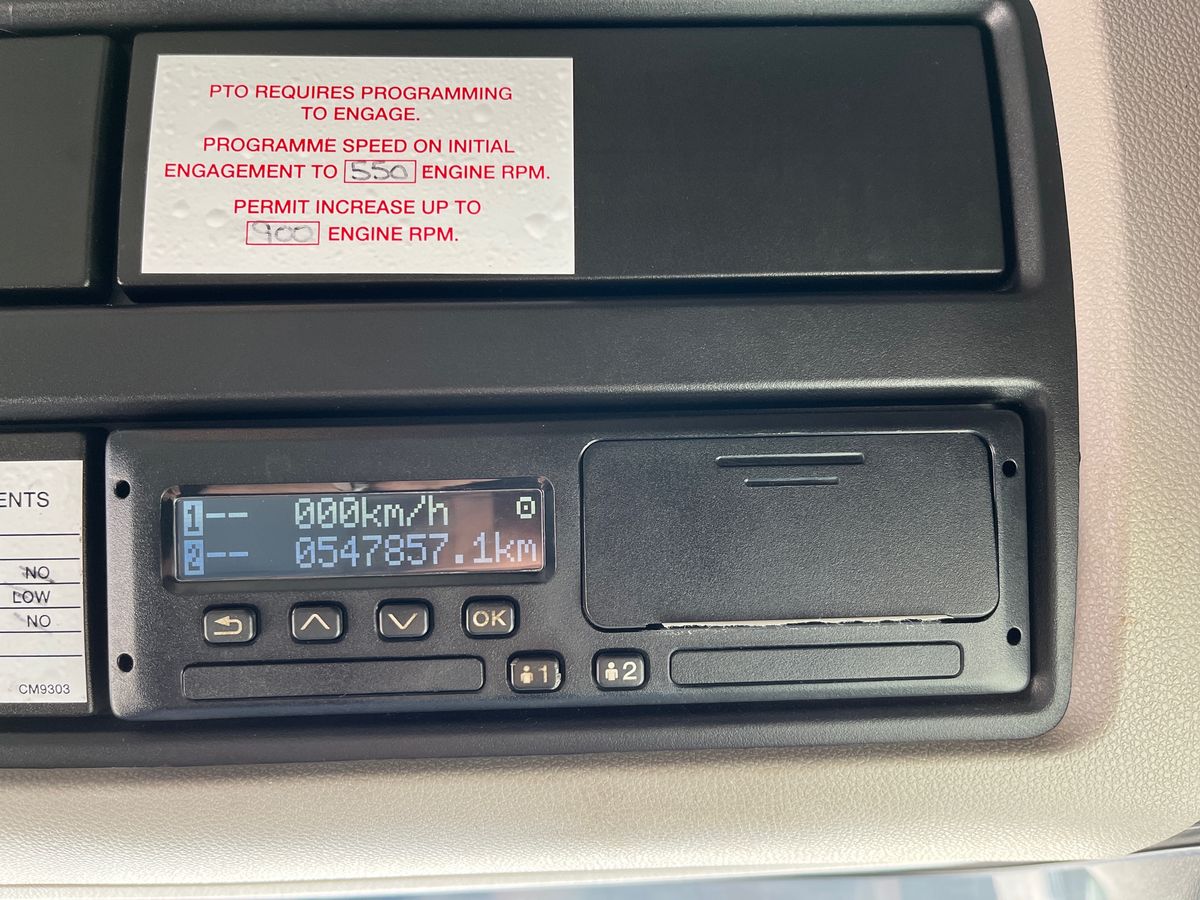 PTO REQUIRES PROGRAMMING
TO ENGAGE.
PROGRAMME SPEED ON INITIAL
ENGAGEMENT TO 550 ENGINE RPM.
PERMIT INCREASE UP TO
900 ENGINE RPM.
ENTS
NO
LOW
NO
CM9303
1-- 000km/h
2-- 0547857.1km
OK
1
2